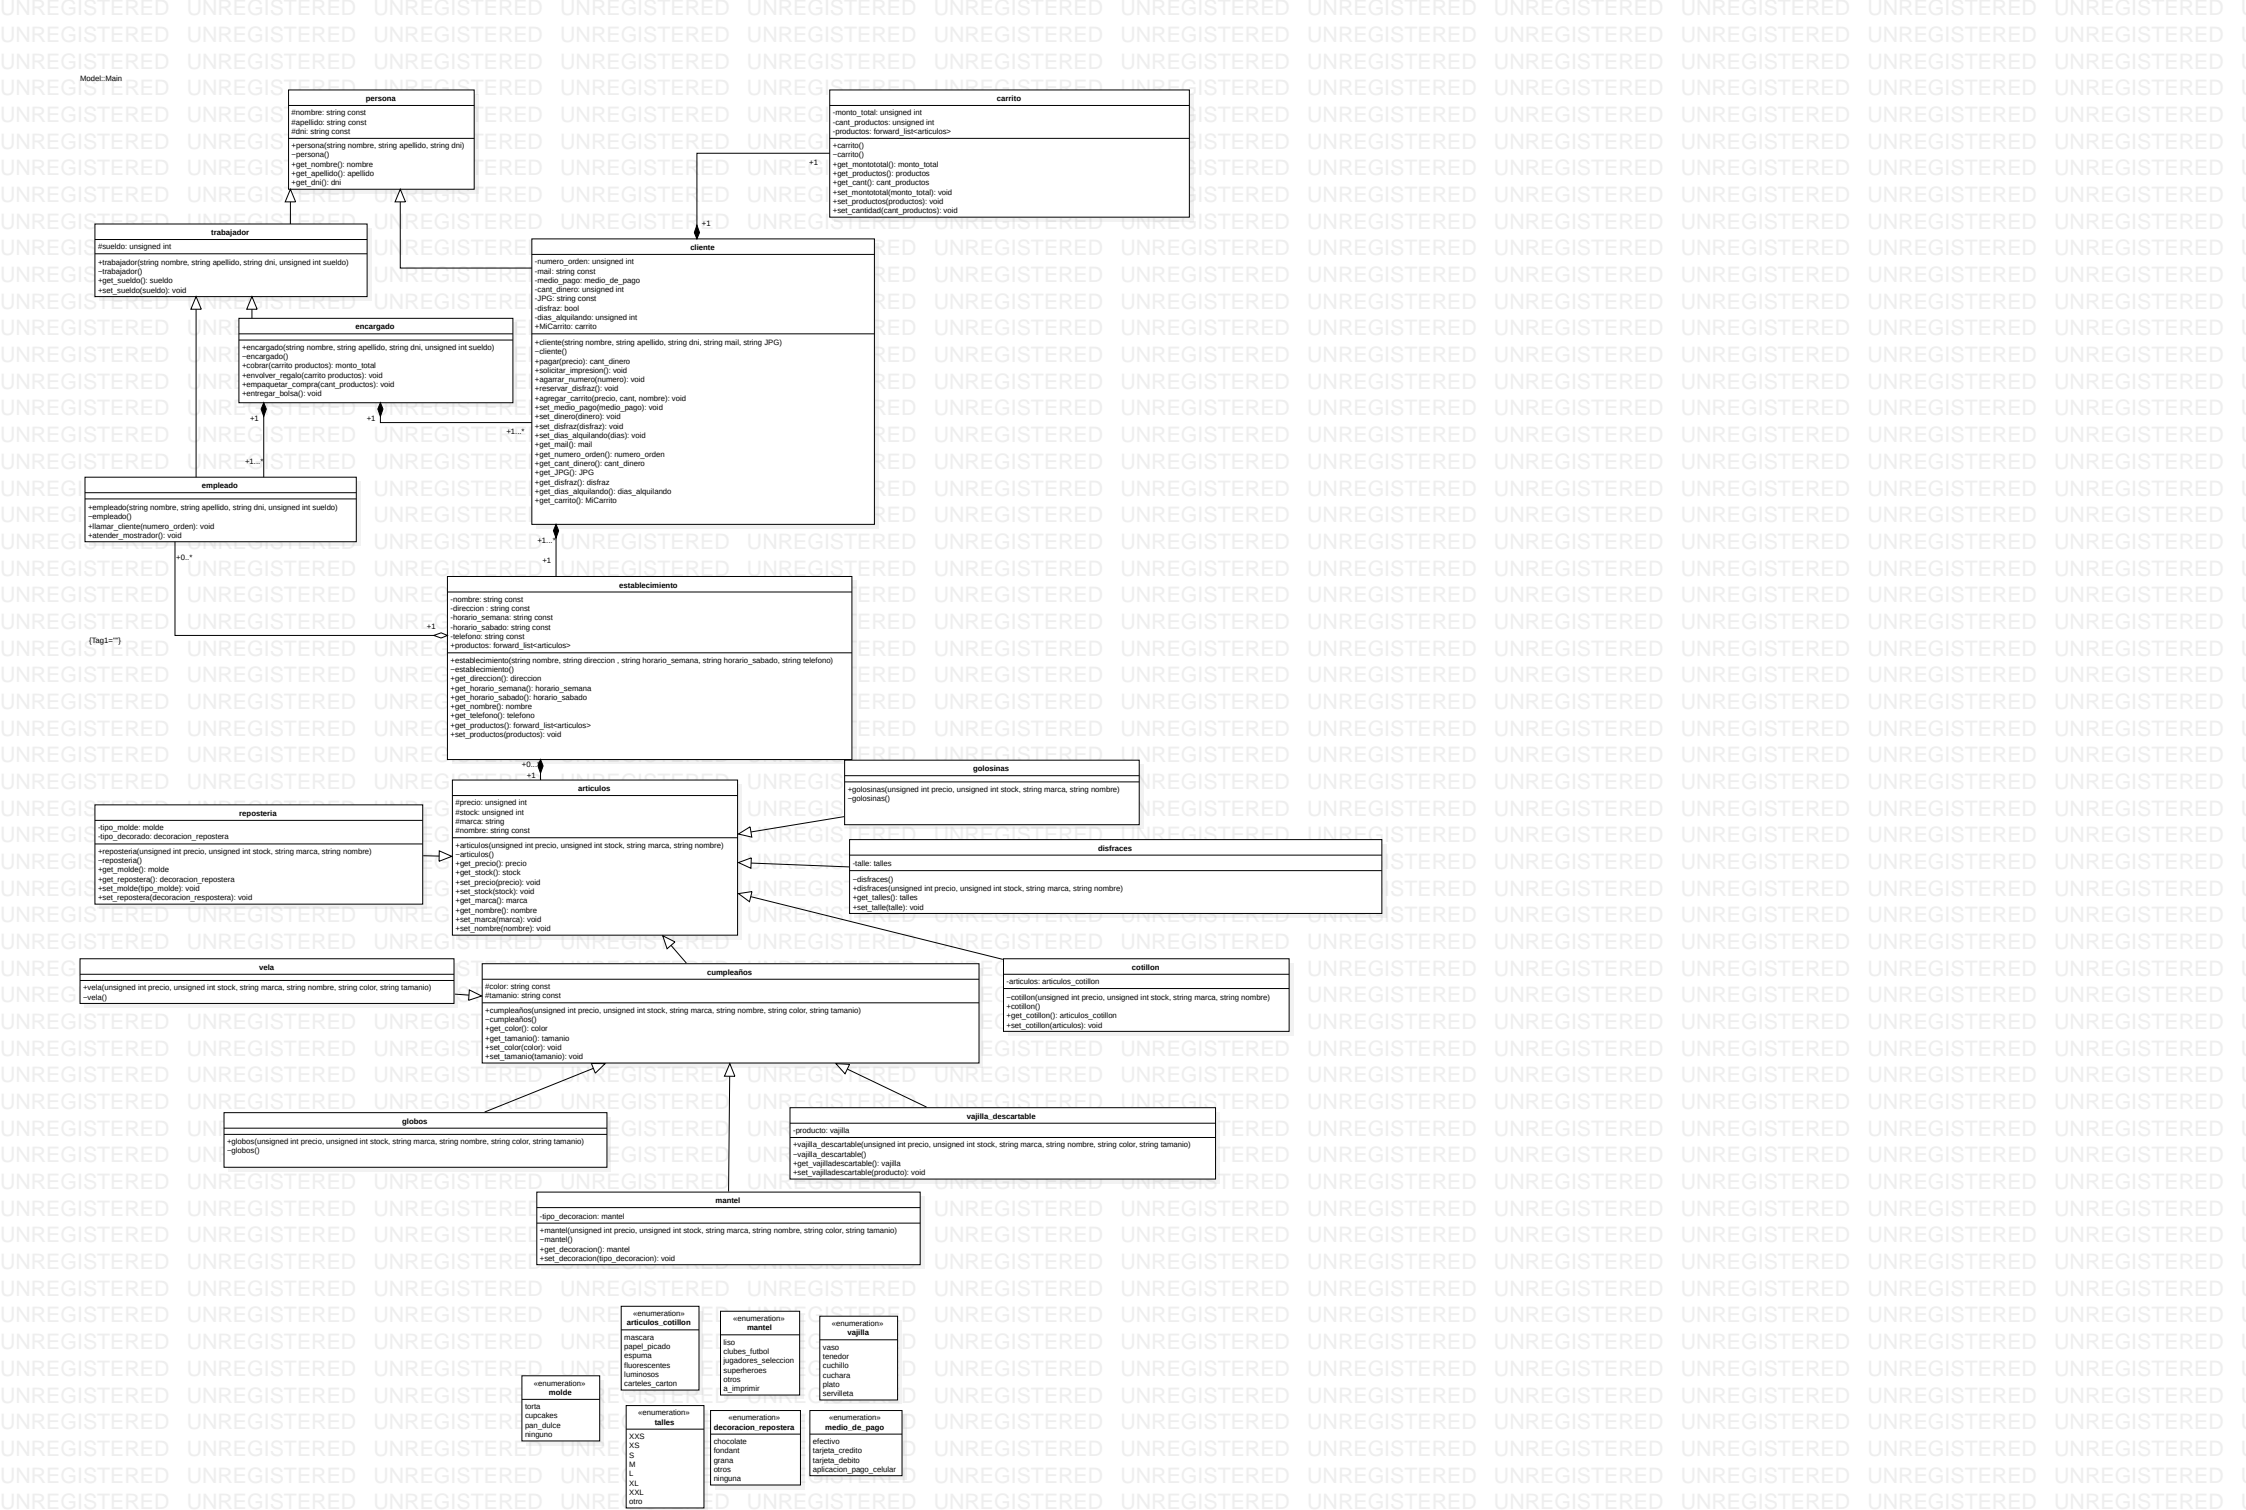 Model::Main
persona
#nombre: string const
#apellido: string const
#dni: string const
+persona(string nombre, string apellido, string dni)
~persona()
+get_nombre(): nombre
+get_apellido(): apellido
+get_dni(): dni
carrito
-monto_total: unsigned int
-cant_productos: unsigned int
-productos: forward_list<articulos>
+carrito()
~carrito()
+get_montototal(): monto_total
+get_productos(): productos
+get_cant(): cant_productos
+set_montototal(monto_total): void
+set_productos(productos): void
+set_cantidad(cant_productos): void
+1
+1
trabajador
#sueldo: unsigned int
+trabajador(string nombre, string apellido, string dni, unsigned int sueldo)
~trabajador()
+get_sueldo(): sueldo
+set_sueldo(sueldo): void
cliente
-numero_orden: unsigned int
-mail: string const
-medio_pago: medio_de_pago
-cant_dinero: unsigned int
-JPG: string const
-disfraz: bool
-dias_alquilando: unsigned int
+MiCarrito: carrito
+cliente(string nombre, string apellido, string dni, string mail, string JPG)
~cliente()
+pagar(precio): cant_dinero
+solicitar_impresion(): void
+agarrar_numero(numero): void
+reservar_disfraz(): void
+agregar_carrito(precio, cant, nombre): void
+set_medio_pago(medio_pago): void
+set_dinero(dinero): void
+set_disfraz(disfraz): void
+set_dias_alquilando(dias): void
+get_mail(): mail
+get_numero_orden(): numero_orden
+get_cant_dinero(): cant_dinero
+get_JPG(): JPG
+get_disfraz(): disfraz
+get_dias_alquilando(): dias_alquilando
+get_carrito(): MiCarrito
encargado
+encargado(string nombre, string apellido, string dni, unsigned int sueldo)
~encargado()
+cobrar(carrito productos): monto_total
+envolver_regalo(carrito productos): void
+empaquetar_compra(cant_productos): void
+entregar_bolsa(): void
+1
+1
+1...*
+1...*
empleado
+empleado(string nombre, string apellido, string dni, unsigned int sueldo)
~empleado()
+llamar_cliente(numero_orden): void
+atender_mostrador(): void
+0..*
+1...*
+1
+1
{Tag1=""}
establecimiento
-nombre: string const
-direccion : string const
-horario_semana: string const
-horario_sabado: string const
-telefono: string const
+productos: forward_list<articulos>
+establecimiento(string nombre, string direccion , string horario_semana, string horario_sabado, string telefono)
~establecimiento()
+get_direccion(): direccion
+get_horario_semana(): horario_semana
+get_horario_sabado(): horario_sabado
+get_nombre(): nombre
+get_telefono(): telefono
+get_productos(): forward_list<articulos>
+set_productos(productos): void
+0...
+1
golosinas
+golosinas(unsigned int precio, unsigned int stock, string marca, string nombre)
~golosinas()
articulos
#precio: unsigned int
#stock: unsigned int
#marca: string
#nombre: string const
+articulos(unsigned int precio, unsigned int stock, string marca, string nombre)
~articulos()
+get_precio(): precio
+get_stock(): stock
+set_precio(precio): void
+set_stock(stock): void
+get_marca(): marca
+get_nombre(): nombre
+set_marca(marca): void
+set_nombre(nombre): void
reposteria
-tipo_molde: molde
-tipo_decorado: decoracion_repostera
+reposteria(unsigned int precio, unsigned int stock, string marca, string nombre)
~reposteria()
+get_molde(): molde
+get_repostera(): decoracion_repostera
+set_molde(tipo_molde): void
+set_repostera(decoracion_respostera): void
disfraces
-talle: talles
~disfraces()
+disfraces(unsigned int precio, unsigned int stock, string marca, string nombre)
+get_talles(): talles
+set_talle(talle): void
vela
+vela(unsigned int precio, unsigned int stock, string marca, string nombre, string color, string tamanio)
~vela()
cumpleaños
#color: string const
#tamanio: string const
+cumpleaños(unsigned int precio, unsigned int stock, string marca, string nombre, string color, string tamanio)
~cumpleaños()
+get_color(): color
+get_tamanio(): tamanio
+set_color(color): void
+set_tamanio(tamanio): void
cotillon
-articulos: articulos_cotillon
~cotillon(unsigned int precio, unsigned int stock, string marca, string nombre)
+cotillon()
+get_cotillon(): articulos_cotillon
+set_cotillon(articulos): void
globos
+globos(unsigned int precio, unsigned int stock, string marca, string nombre, string color, string tamanio)
~globos()
vajilla_descartable
-producto: vajilla
+vajilla_descartable(unsigned int precio, unsigned int stock, string marca, string nombre, string color, string tamanio)
~vajilla_descartable()
+get_vajilladescartable(): vajilla
+set_vajilladescartable(producto): void
mantel
-tipo_decoracion: mantel
+mantel(unsigned int precio, unsigned int stock, string marca, string nombre, string color, string tamanio)
~mantel()
+get_decoracion(): mantel
+set_decoracion(tipo_decoracion): void
«enumeration»
articulos_cotillon
mascara
papel_picado
espuma
fluorescentes
luminosos
carteles_carton
«enumeration»
mantel
liso
clubes_futbol
jugadores_seleccion
superheroes
otros
a_imprimir
«enumeration»
vajilla
vaso
tenedor
cuchillo
cuchara
plato
servilleta
«enumeration»
molde
torta
cupcakes
pan_dulce
ninguno
«enumeration»
talles
XXS
XS
S
M
L
XL
XXL
otro
«enumeration»
decoracion_repostera
chocolate
fondant
grana
otros
ninguna
«enumeration»
medio_de_pago
efectivo
tarjeta_credito
tarjeta_debito
aplicacion_pago_celular